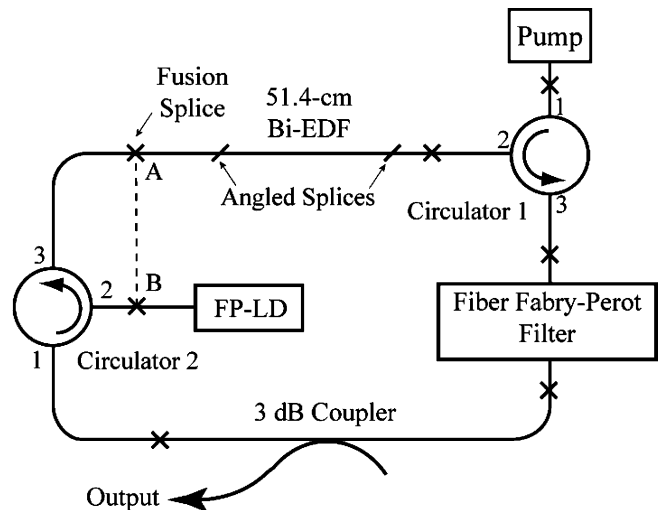 Pump
Fusion
Splice
51.4-cm
Bi-EDF
1
2
3
A
Angled Splices
Circulator 1
3
B
2
FP-LD
Fiber Fabry-Perot
Filter
1
Circulator 2
3 dB Coupler
Output